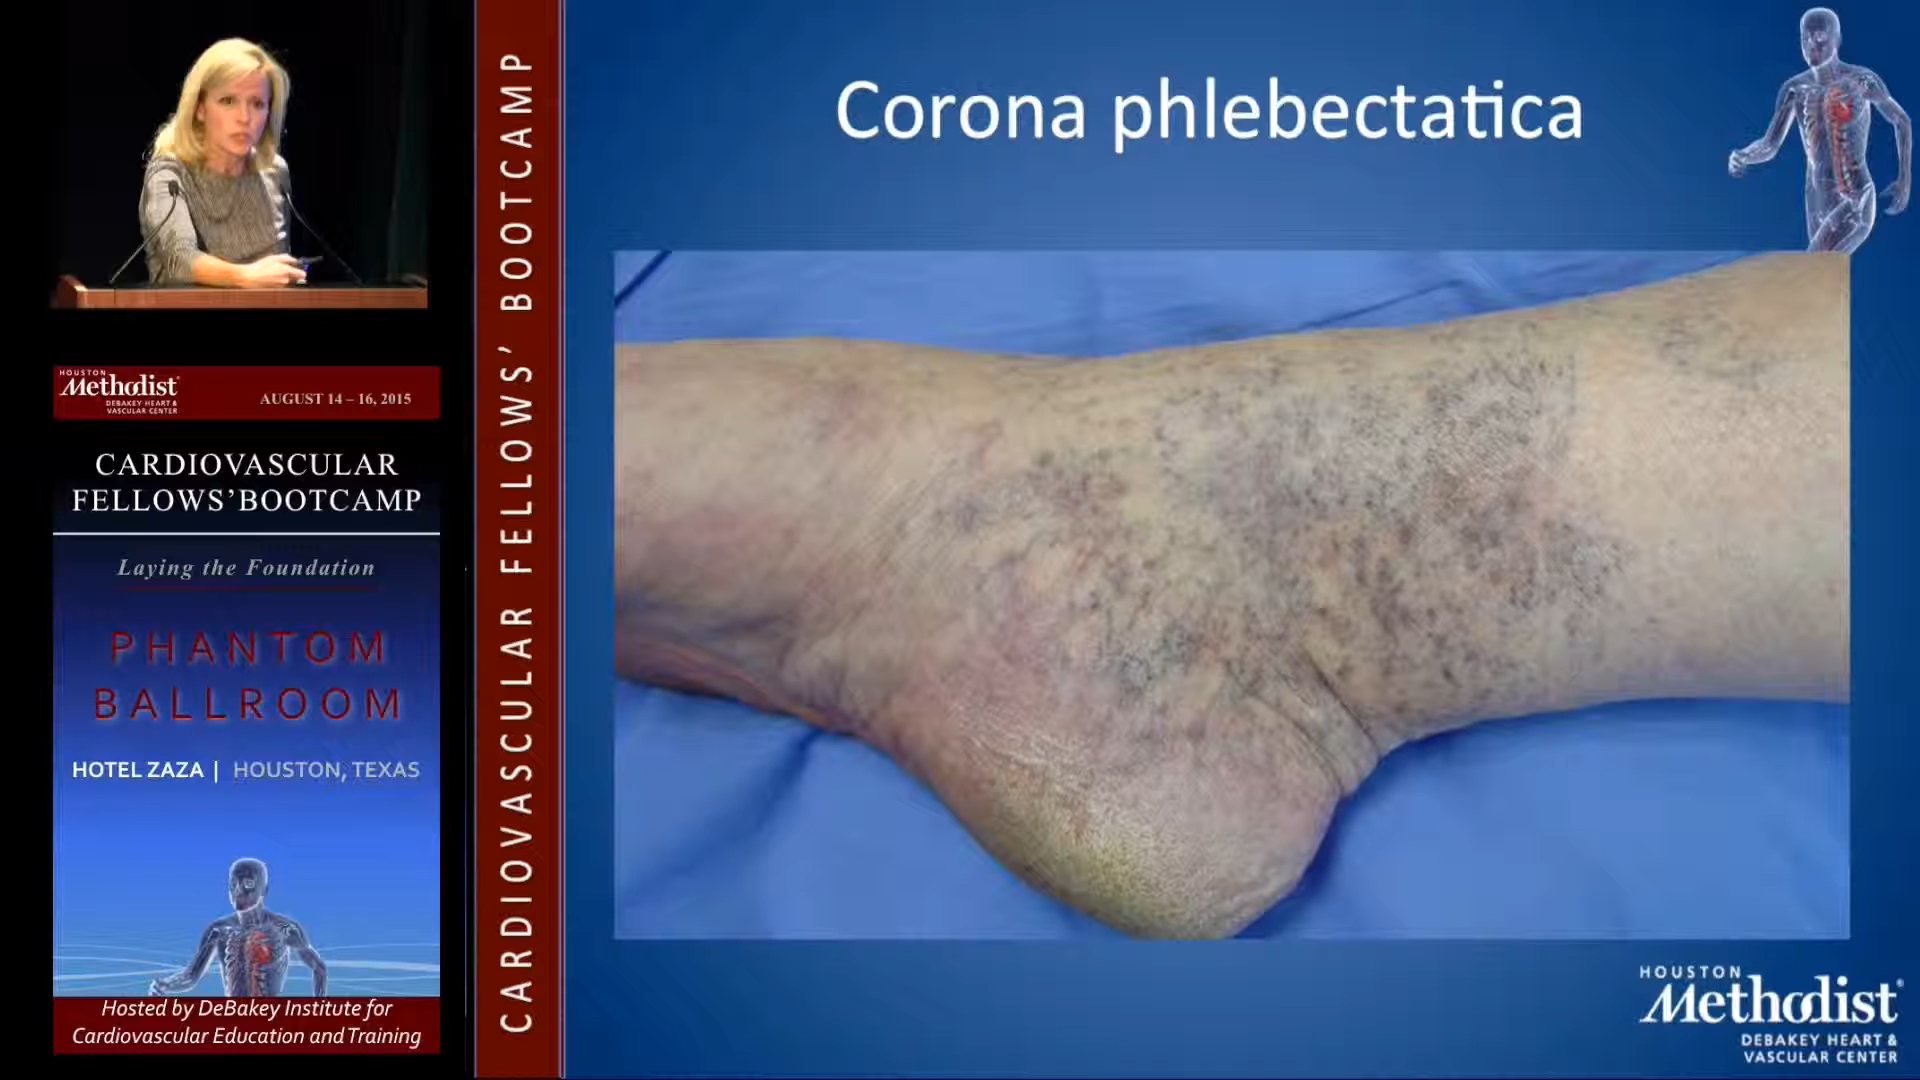 HOUSTON
Methodist
DEBAKEY HEART &
VASCULAR CENTER
AUGUST 14 – 16, 2015
CARDIOVASCULAR
FELLOWS’BOOTCAMP
Laying the Foundation
PHANTOM
BALLROOM
HOTEL ZAZA | HOUSTON, TEXAS
Hosted by DeBakey Institute for
Cardiovascular Education and Training
CARDIOVASCULAR FELLOWS’ BOOTCAMP
Corona phlebectatica
HOUSTON
Methodist
DEBAKEY HEART &
VASCULAR CENTER